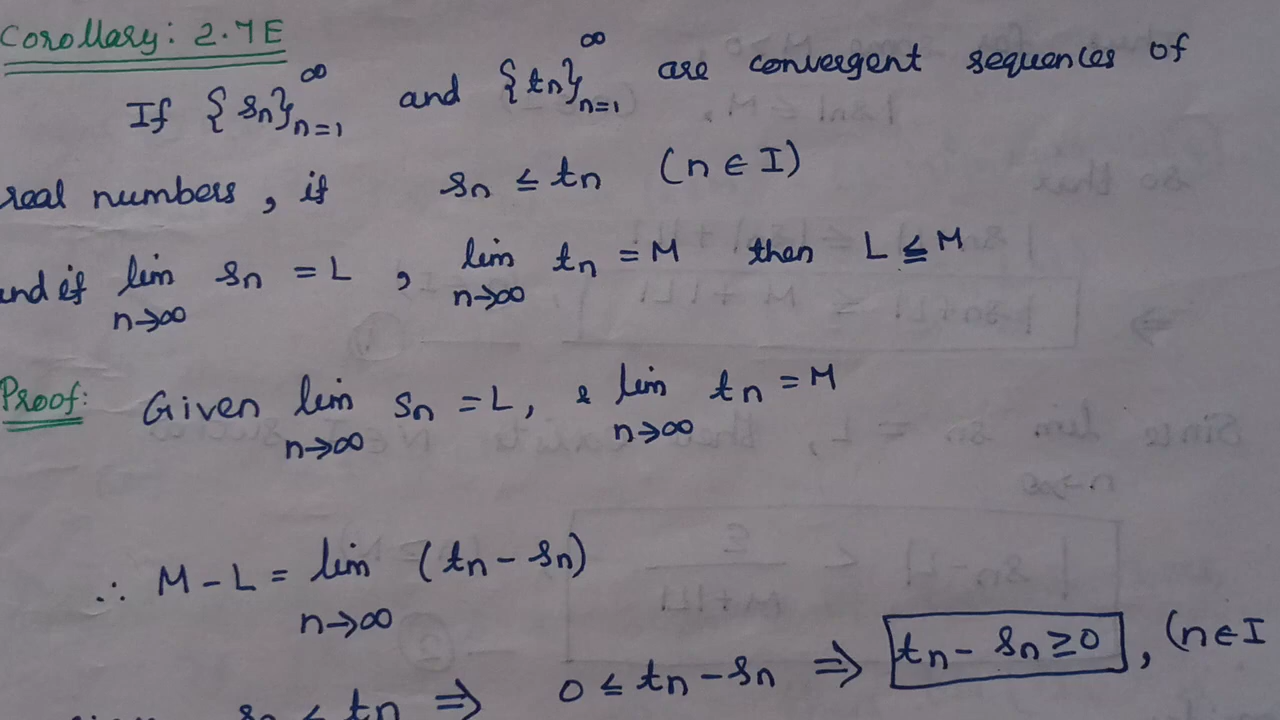 Corollary: 2.7E
If {sn}∞n=1 and {tn}∞n=1 are convergent sequences of
real numbers, if sn ≤ tn (n ∈ I)
and if lim n→∞ sn = L, lim n→∞ tn = M then L ≤ M
Proof: Given lim n→∞ sn = L, & lim n→∞ tn = M
∴ M - L = lim n→∞ (tn - sn)
sn ≤ tn ⇒ 0 ≤ tn - sn ⇒ tn - sn ≥ 0, (n ∈ I